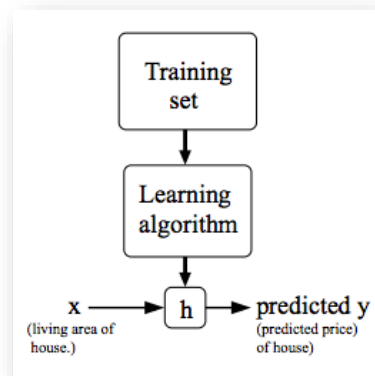 Training
set
Learning
algorithm
x
h
predicted y
(living area of
house.)
(predicted price)
of house)